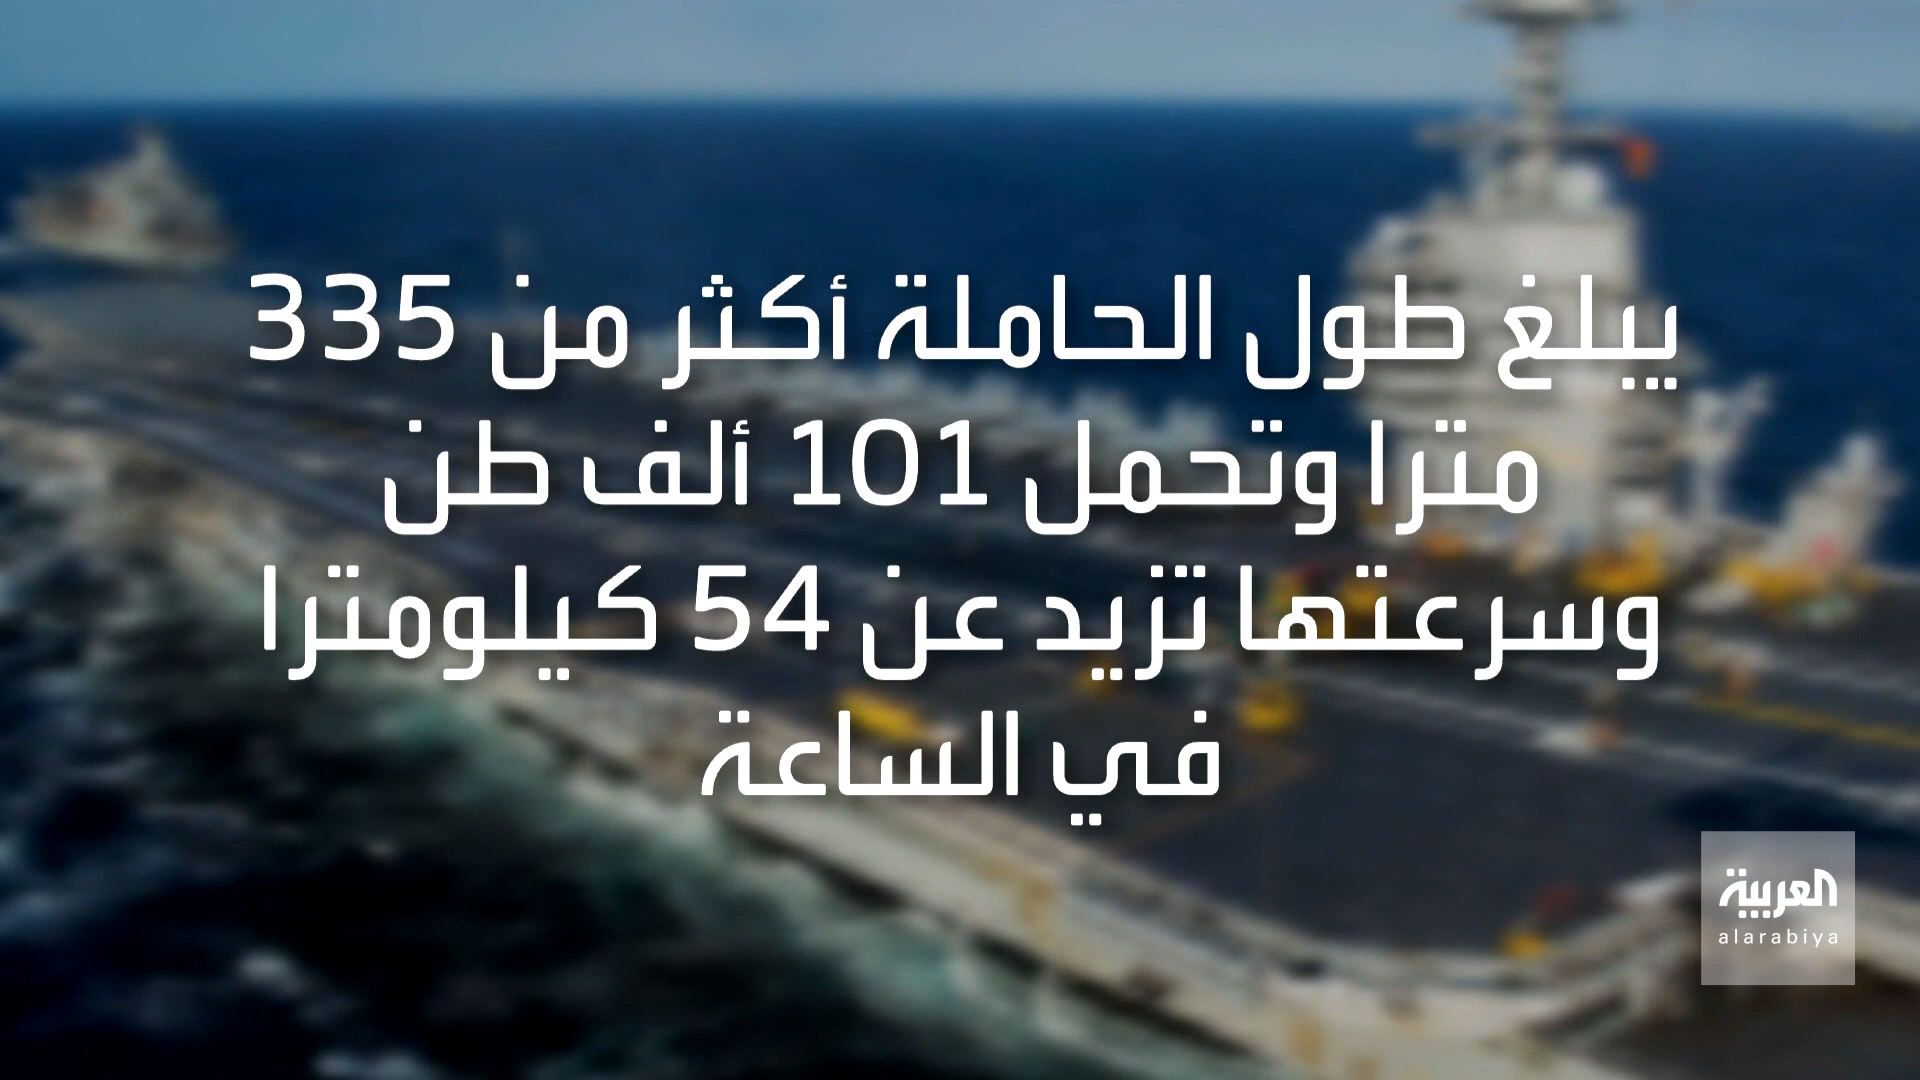 يبلغ طول الحاملة أكثر من 335
مترا وتحمل 101 ألف طن
وسرعتها تزيد عن 54 كيلومترا
في الساعة
العربية
alarabiya